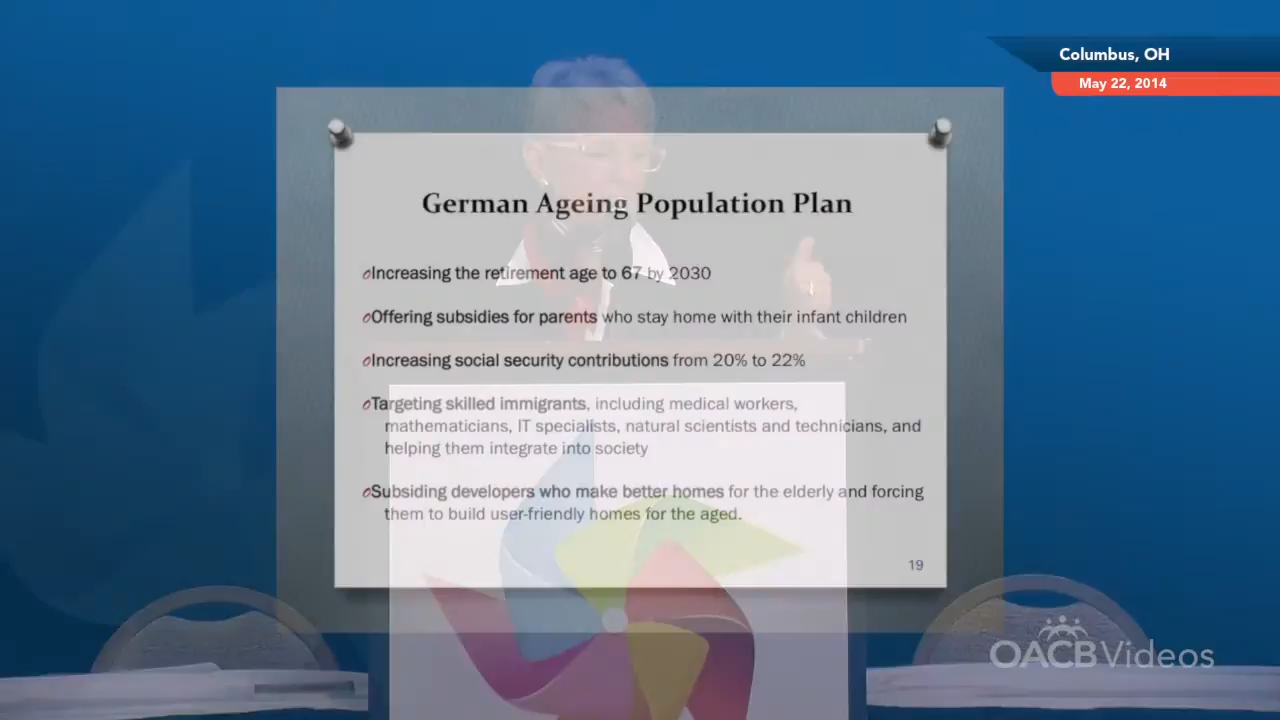 Columbus, OH
May 22, 2014
German Ageing Population Plan
Increasing the retirement age to 67 by 2030
Offering subsidies for parents who stay home with their infant children
Increasing social security contributions from 20% to 22%
Targeting skilled immigrants, including medical workers,
mathematicians, IT specialists, natural scientists and technicians, and
helping them integrate into society
Subsiding developers who make better homes for the elderly and forcing
them to build user-friendly homes for the aged.
19
OACBVideos